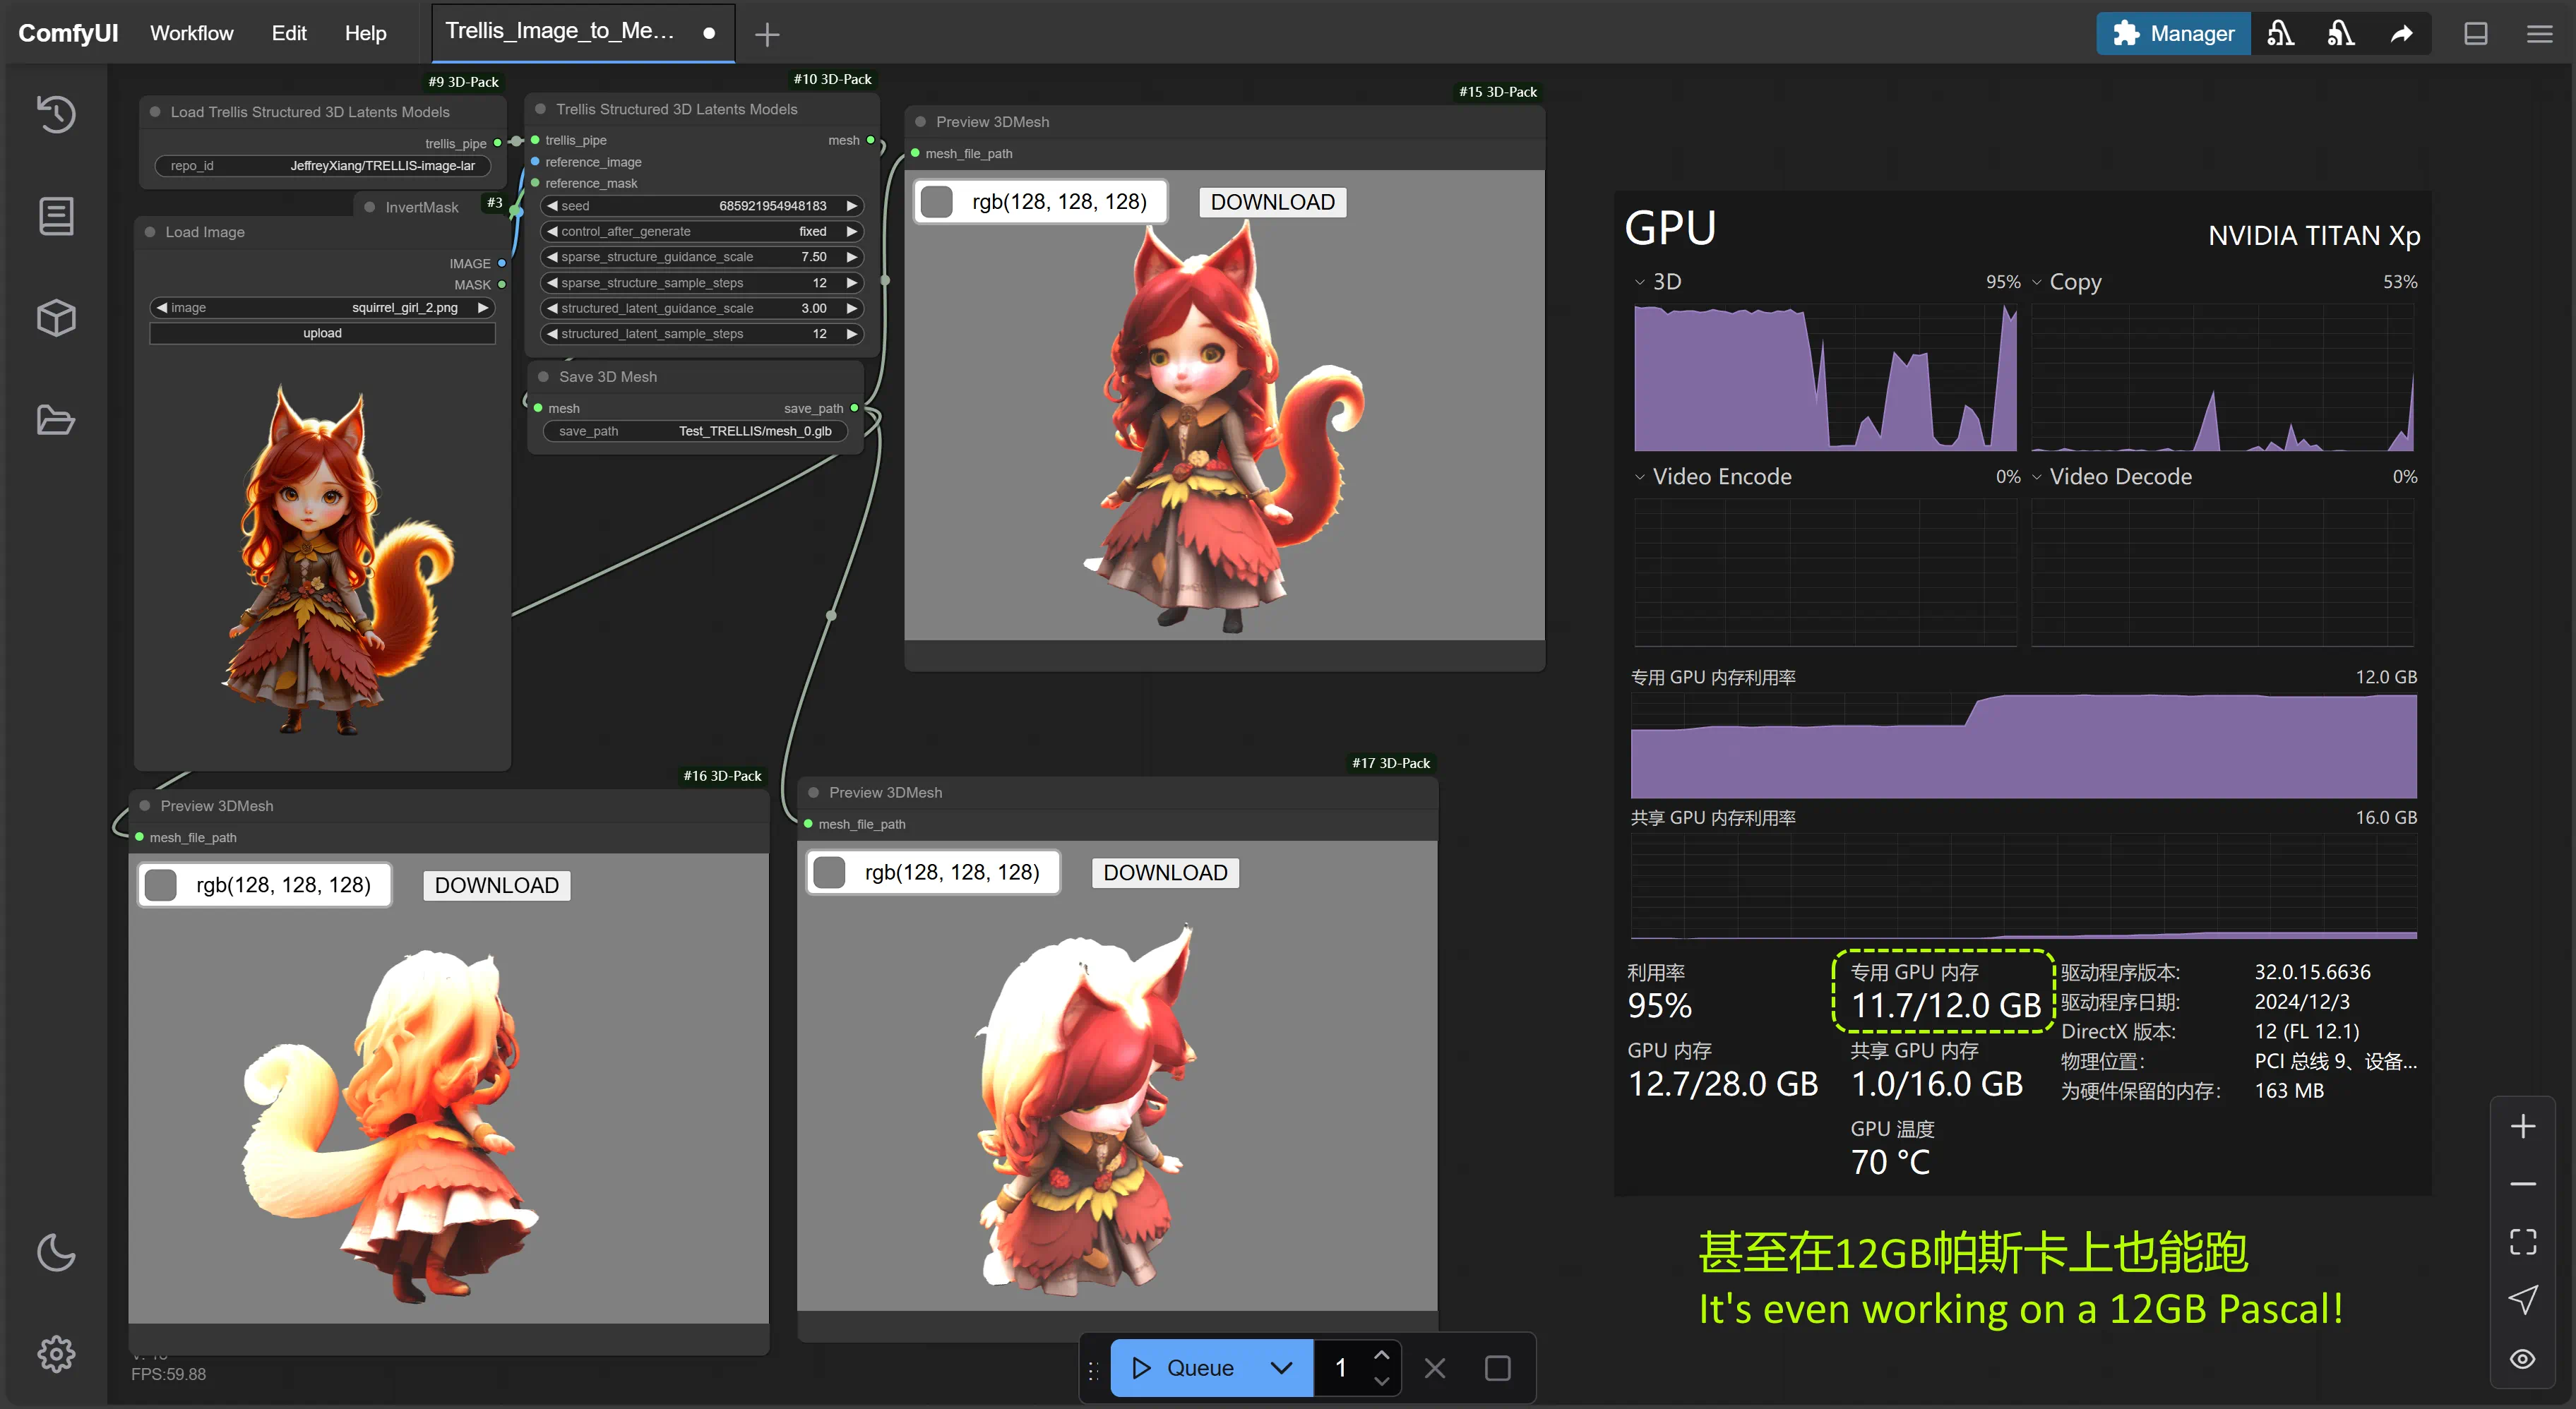 ComfyUI
Workflow
Edit
Help
Trellis_Image_to_Me...
Manager
#9 3D-Pack
Load Trellis Structured 3D Latents Models
trellis_pipe
repo_id JeffreyXiang/TRELLIS-image-lar
InvertMask
#3
Load Image
IMAGE
MASK
image squirrel_girl_2.png
upload
#10 3D-Pack
Trellis Structured 3D Latents Models
trellis_pipe mesh
reference_image
reference_mask
seed 685921954948183
control_after_generate fixed
sparse_structure_guidance_scale 7.50
sparse_structure_sample_steps 12
structured_latent_guidance_scale 3.00
structured_latent_sample_steps 12
Save 3D Mesh
mesh save_path
save_path Test_TRELLIS/mesh_0.glb
#15 3D-Pack
Preview 3DMesh
mesh_file_path
rgb(128, 128, 128) DOWNLOAD
#16 3D-Pack
Preview 3DMesh
mesh_file_path
rgb(128, 128, 128) DOWNLOAD
#17 3D-Pack
Preview 3DMesh
mesh_file_path
rgb(128, 128, 128) DOWNLOAD
GPU NVIDIA TITAN Xp
3D 95% Copy 53%
Video Encode 0% Video Decode 0%
专用 GPU 内存利用率 12.0 GB
共享 GPU 内存利用率 16.0 GB
利用率
95%
专用 GPU 内存
11.7/12.0 GB
GPU 内存
12.7/28.0 GB
共享 GPU 内存
1.0/16.0 GB
GPU 温度
70 °C
驱动程序版本: 32.0.15.6636
驱动程序日期: 2024/12/3
DirectX 版本: 12 (FL 12.1)
物理位置: PCI 总线 9、设备...
为硬件保留的内存: 163 MB
甚至在12GB帕斯卡上也能跑
It's even working on a 12GB Pascal!
FPS:59.88
Queue 1